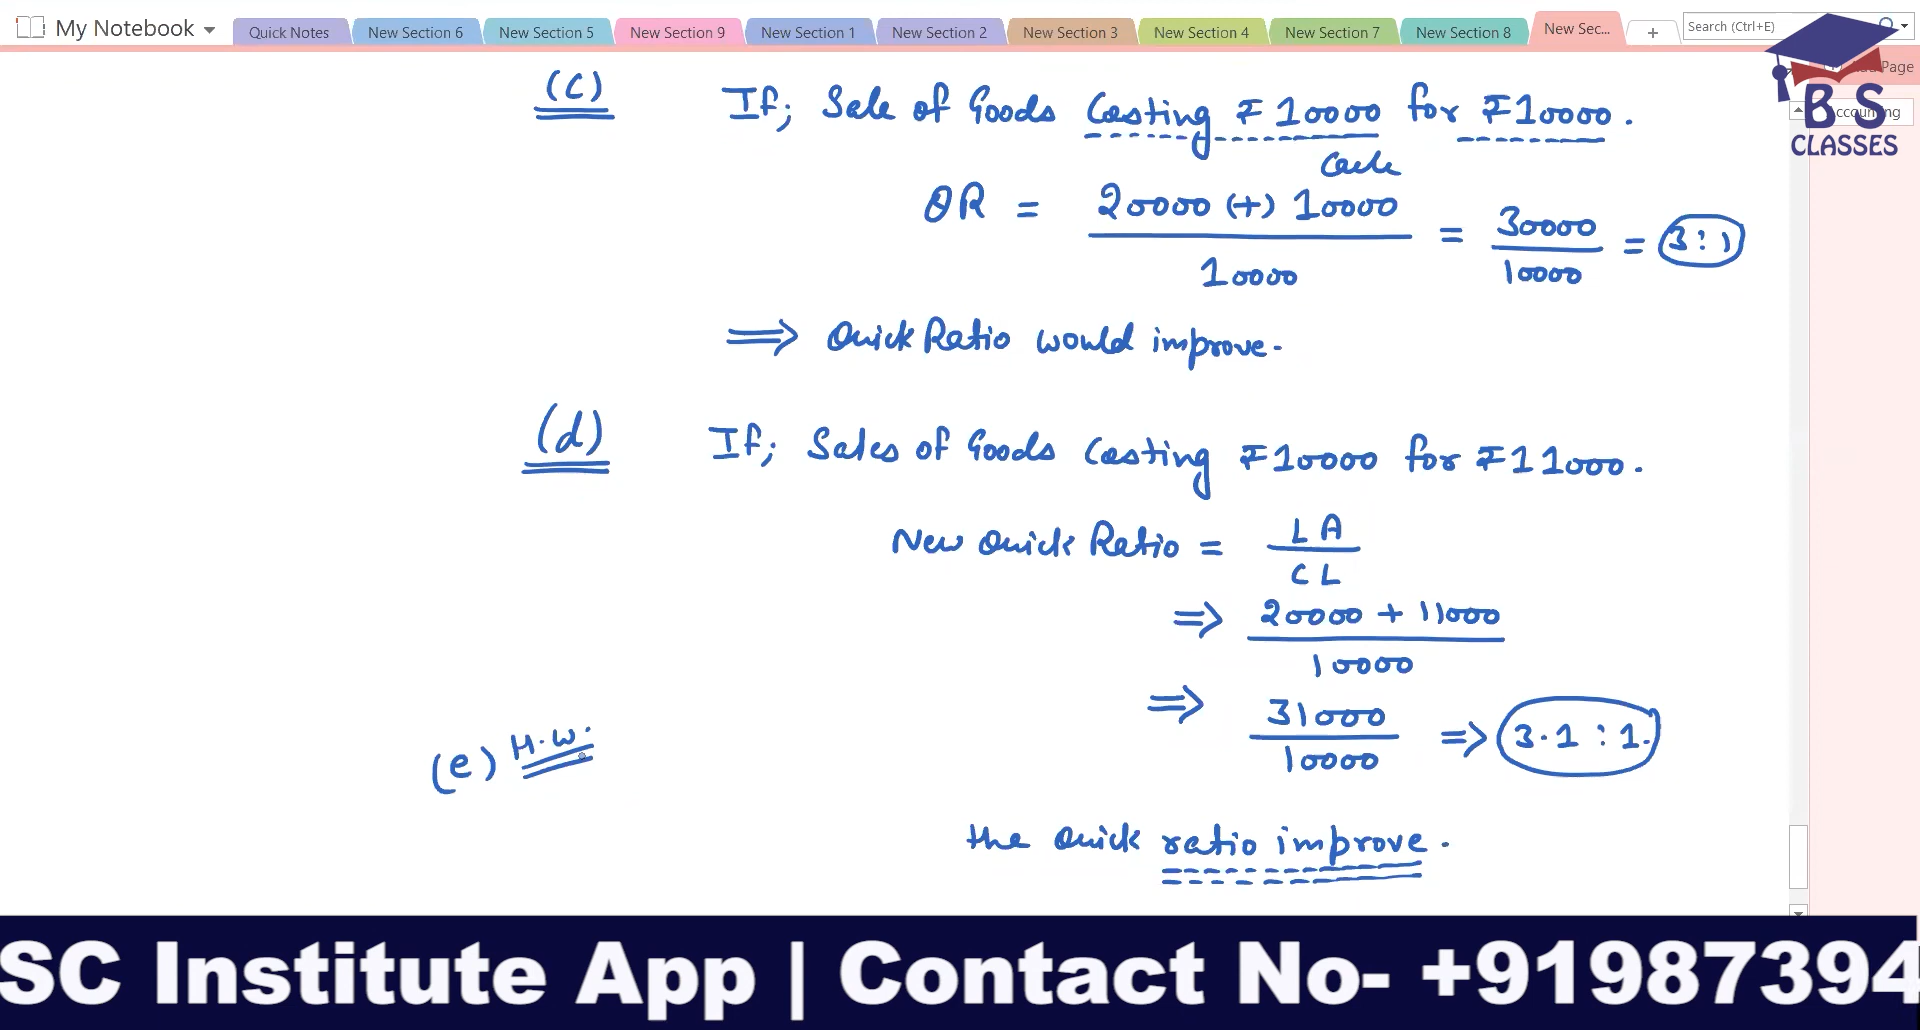 My Notebook
Quick Notes
New Section 6
New Section 5
New Section 9
New Section 1
New Section 2
New Section 3
New Section 4
New Section 7
New Section 8
New Sec...
+
Search (Ctrl+E)
Page
BS
CLASSES
ccounting
(c) If; Sale of Goods Costing ₹10000 for ₹10000.
Cash
QR = 20000 (+) 10000 / 10000 = 30000 / 10000 = 3:1
⇒ Quick Ratio would improve.
(d) If; Sales of Goods Costing ₹10000 for ₹11000.
New Quick Ratio = LA / CL
⇒ 20000 + 11000 / 10000
⇒ 31000 / 10000 ⇒ 3.1 : 1.
(e) H.W.
the Quick ratio improve.
SC Institute App | Contact No- +91987394